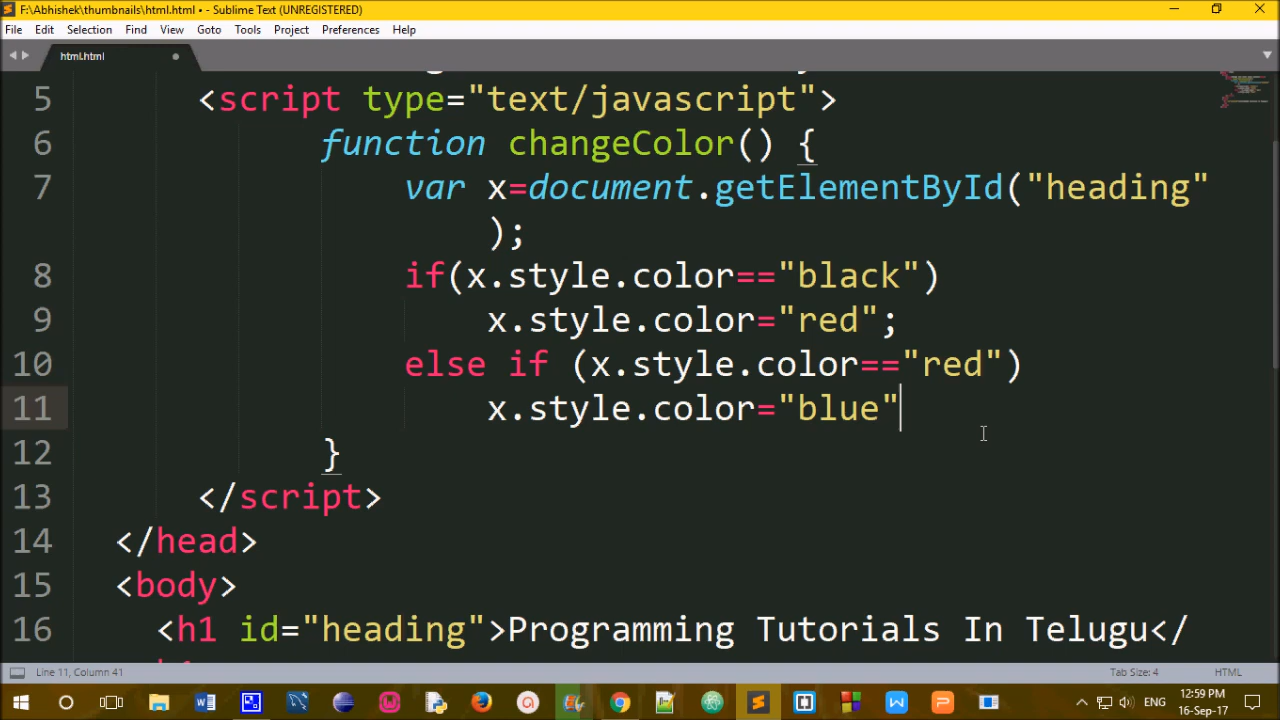 F:\Abhishek\thumbnails\html.html • - Sublime Text (UNREGISTERED)
File Edit Selection Find View Goto Tools Project Preferences Help
html.html
5 <script type="text/javascript">
6 function changeColor() {
7 var x=document.getElementById("heading"
);
8 if(x.style.color=="black")
9 x.style.color="red";
10 else if (x.style.color=="red")
11 x.style.color="blue"
12 }
13 </script>
14 </head>
15 <body>
16 <h1 id="heading">Programming Tutorials In Telugu</
Line 11, Column 41 Tab Size: 4 HTML
ENG 12:59 PM
16-Sep-17